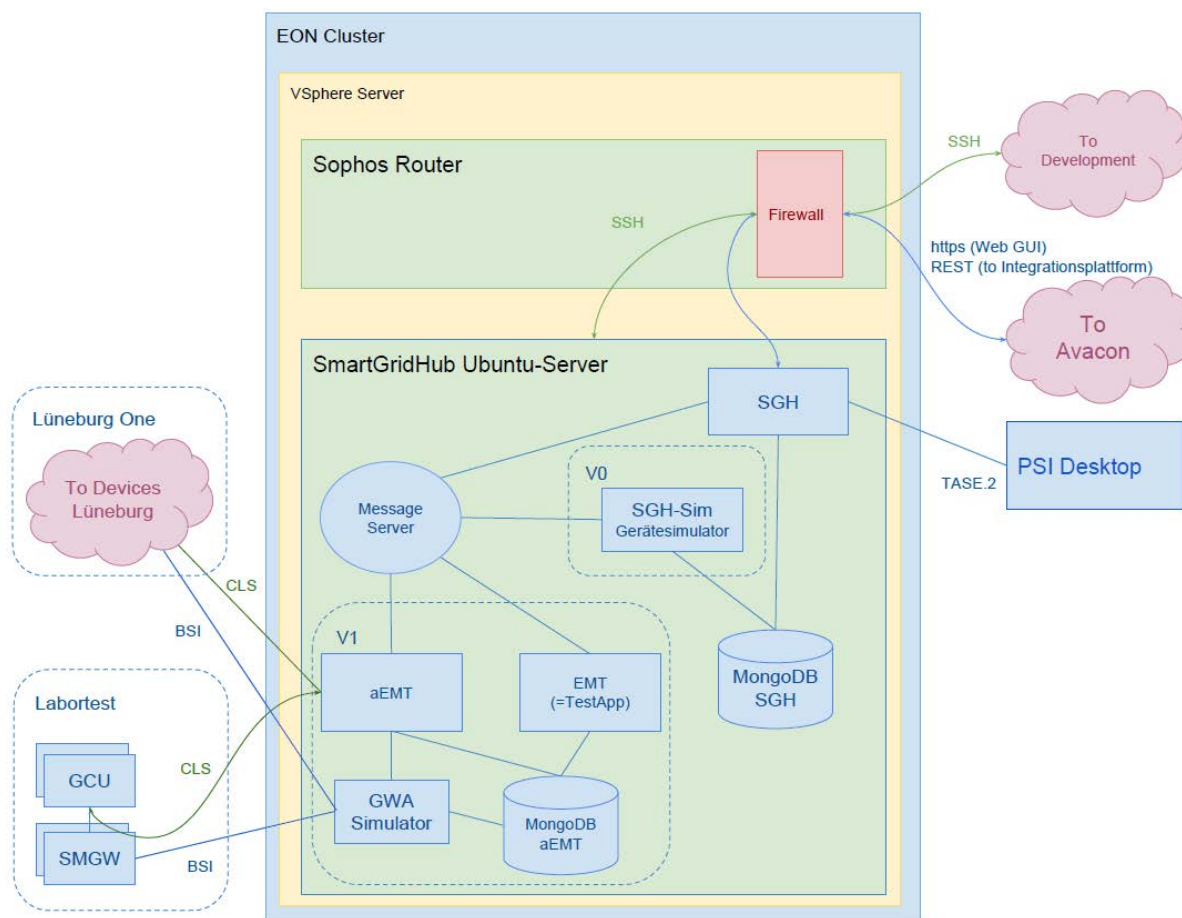 EON Cluster
VSphere Server
Sophos Router
Firewall
SSH
SSH
To
Development
https (Web GUI)
REST (to Integrationsplattform)
To
Avacon
SmartGridHub Ubuntu-Server
SGH
PSI Desktop
TASE.2
Lüneburg One
To Devices
Lüneburg
Message
Server
V0
SGH-Sim
Gerätesimulator
CLS
BSI
V1
aEMT
EMT
(=TestApp)
MongoDB
SGH
Labortest
GCU
CLS
SMGW
BSI
GWA
Simulator
MongoDB
aEMT